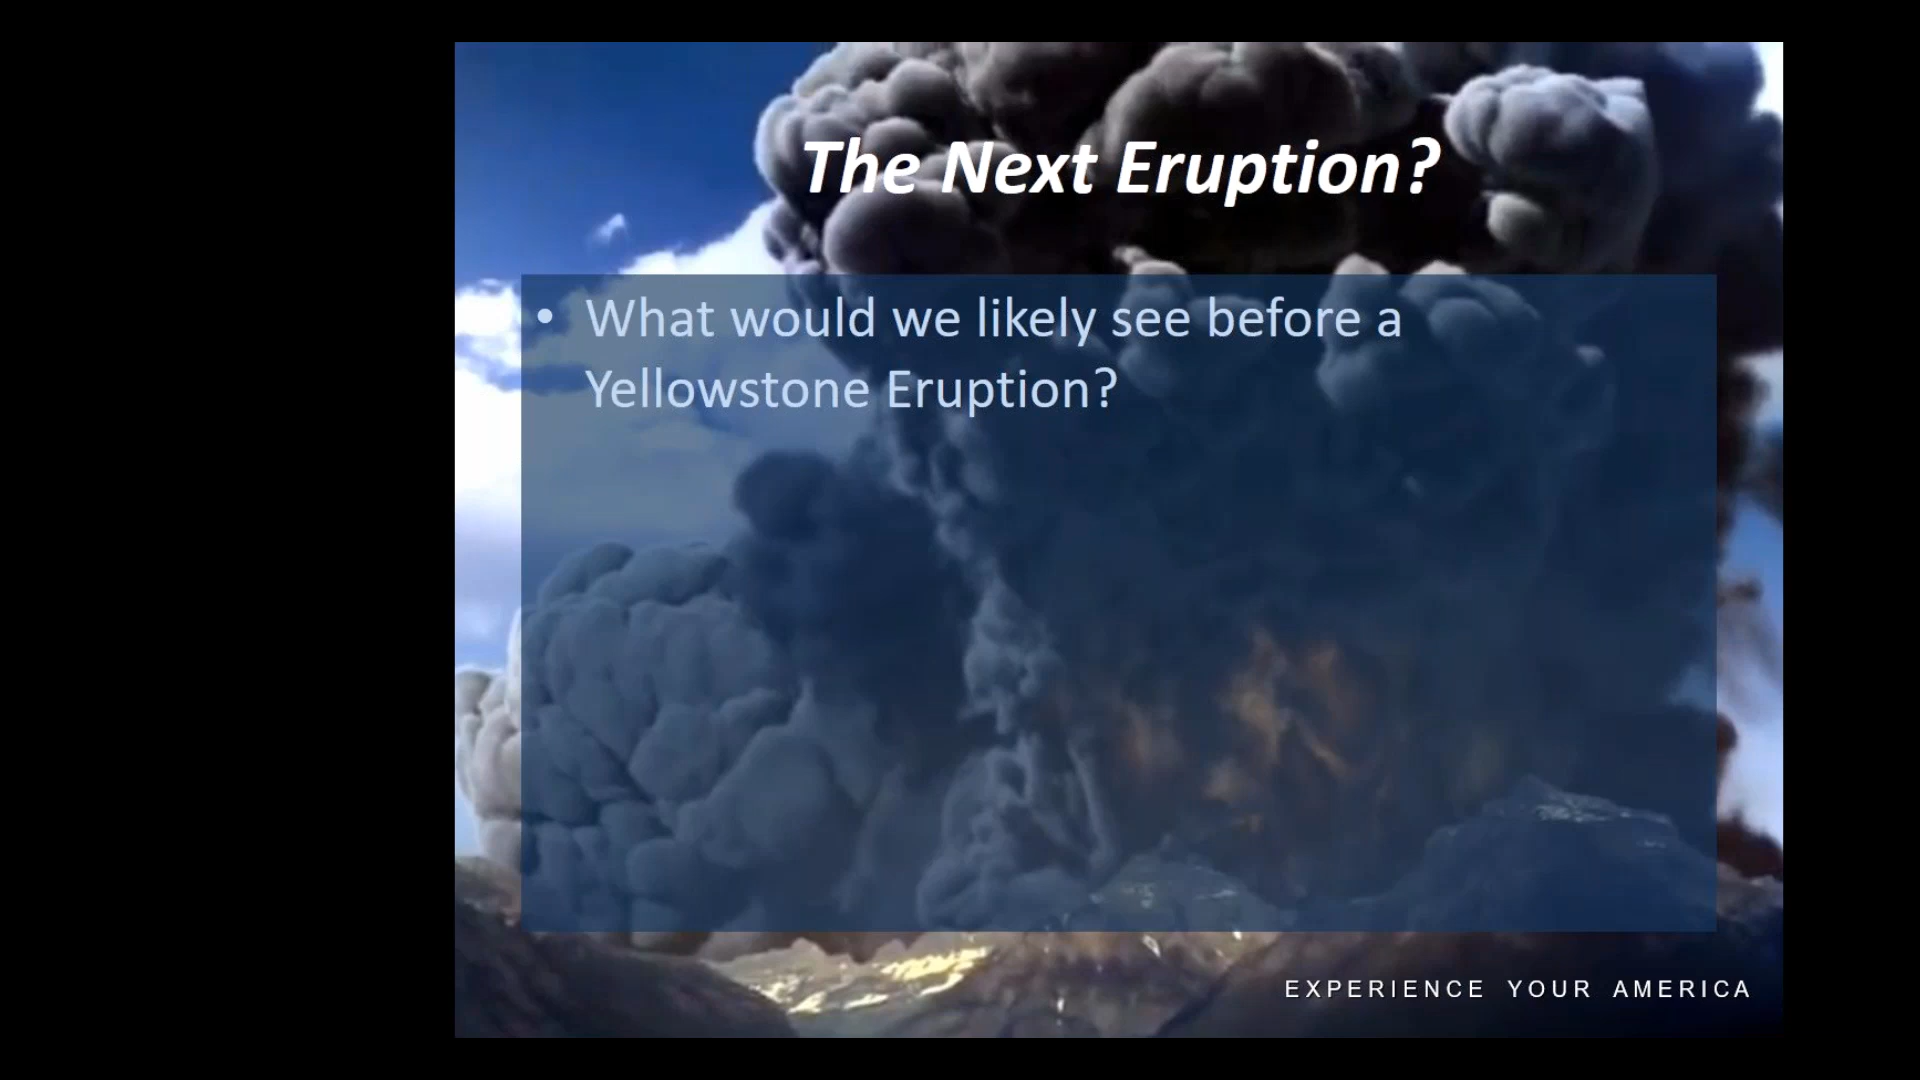 The Next Eruption?
• What would we likely see before a
Yellowstone Eruption?
EXPERIENCE YOUR AMERICA